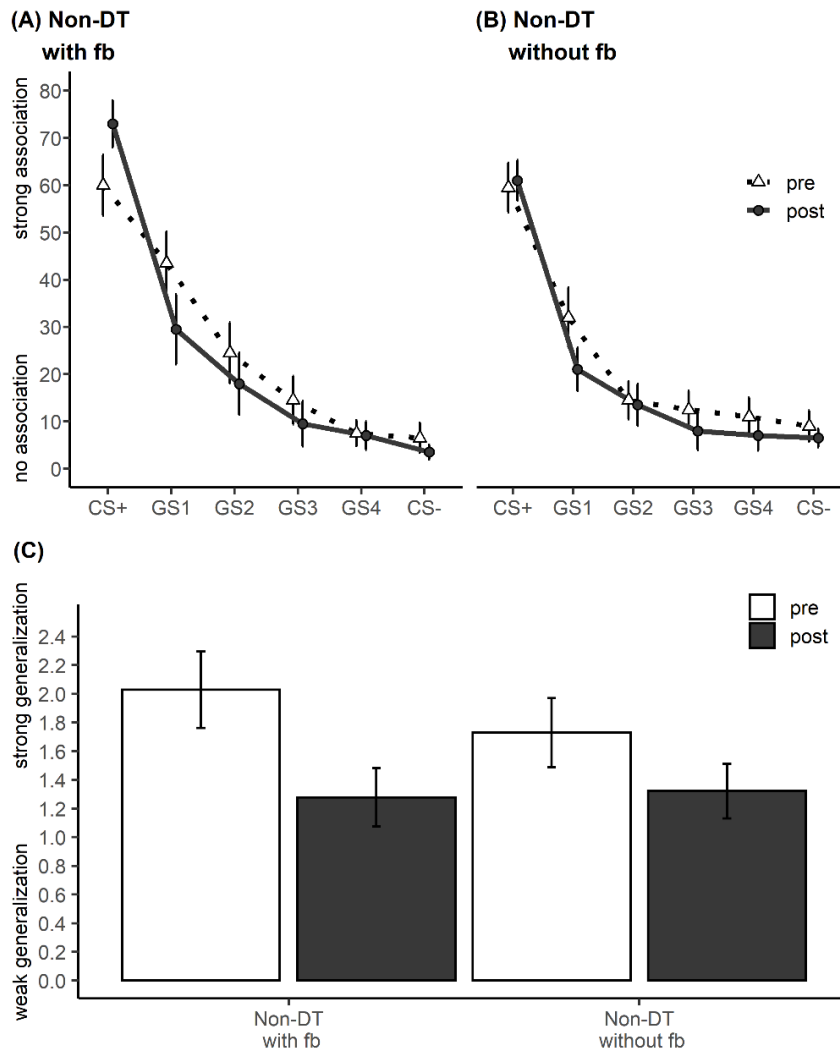 (A) Non-DT
with fb
(B) Non-DT
without fb
strong association
no association
80
70
60
50
40
30
20
10
0
pre
post
CS+ GS1 GS2 GS3 GS4 CS-
CS+ GS1 GS2 GS3 GS4 CS-
(C)
strong generalization
weak generalization
2.4
2.2
2.0
1.8
1.6
1.4
1.2
1.0
0.8
0.6
0.4
0.2
0.0
pre
post
Non-DT
with fb
Non-DT
without fb